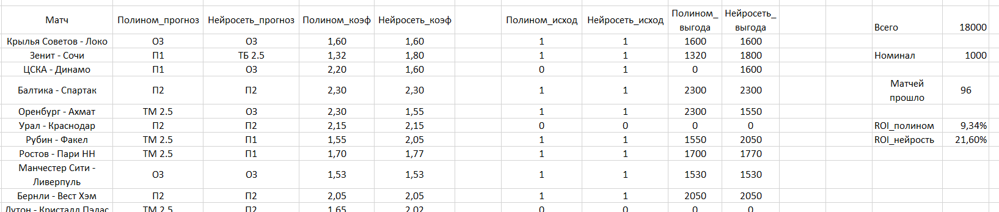 Матч Полином_прогноз Нейросеть_прогноз Полином_коэф Нейросеть_коэф Полином_исход Нейросеть_исход Полином_ выгода Нейросеть_ выгода Всего 18000
Крылья Советов - Локо ОЗ ОЗ 1,60 1,60 1 1 1600 1600
Зенит - Сочи П1 ТБ 2.5 1,32 1,80 1 1 1320 1800 Номинал 1000
ЦСКА - Динамо П1 ОЗ 2,20 1,60 0 1 0 1600
Балтика - Спартак П2 П2 2,30 2,30 1 1 2300 2300 Матчей прошло 96
Оренбург - Ахмат ТМ 2.5 ОЗ 2,30 1,55 1 1 2300 1550
Урал - Краснодар П2 П2 2,15 2,15 0 0 0 0 ROI_полином 9,34%
Рубин - Факел ТМ 2.5 П1 1,55 2,05 1 1 1550 2050 ROI_нейрость 21,60%
Ростов - Пари НН ТМ 2.5 П1 1,70 1,77 1 1 1700 1770
Манчестер Сити - Ливерпуль ОЗ ОЗ 1,53 1,53 1 1 1530 1530
Бернли - Вест Хэм П2 П2 2,05 2,05 1 1 2050 2050
Лутон - Кристалл Пэлас ТМ 2.5 П2 1,65 2,02 0 0 0 0